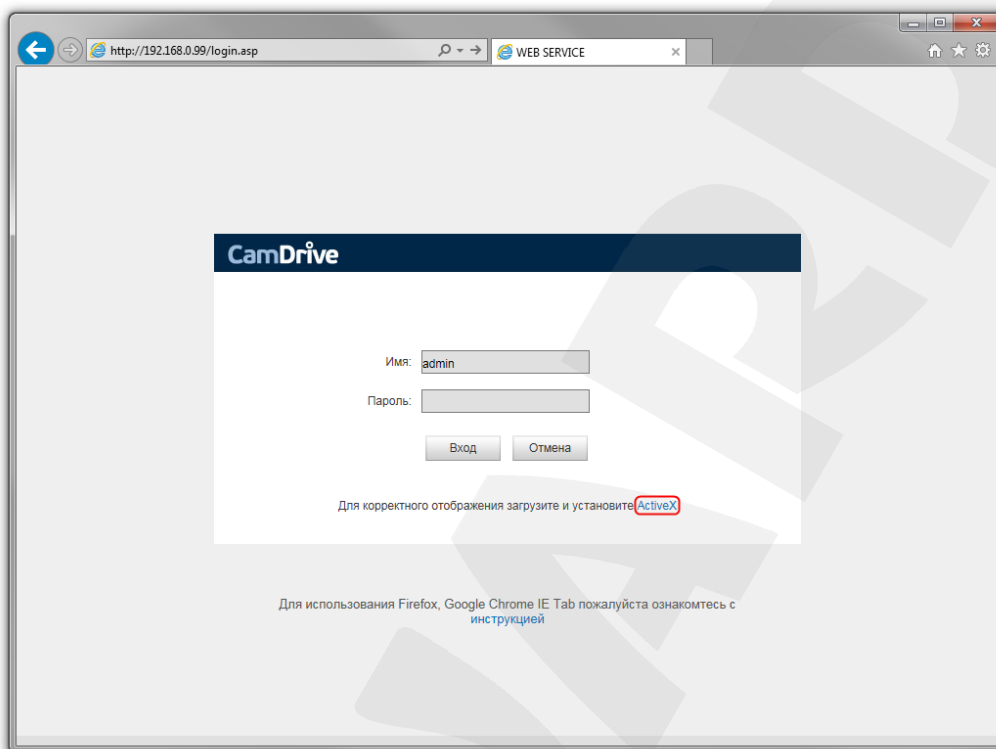 http://192.168.0.99/login.asp
WEB SERVICE
CamDrive
Имя: admin
Пароль:
Вход Отмена
Для корректного отображения загрузите и установите ActiveX
Для использования Firefox, Google Chrome IE Tab пожалуйста ознакомтесь с
инструкцией